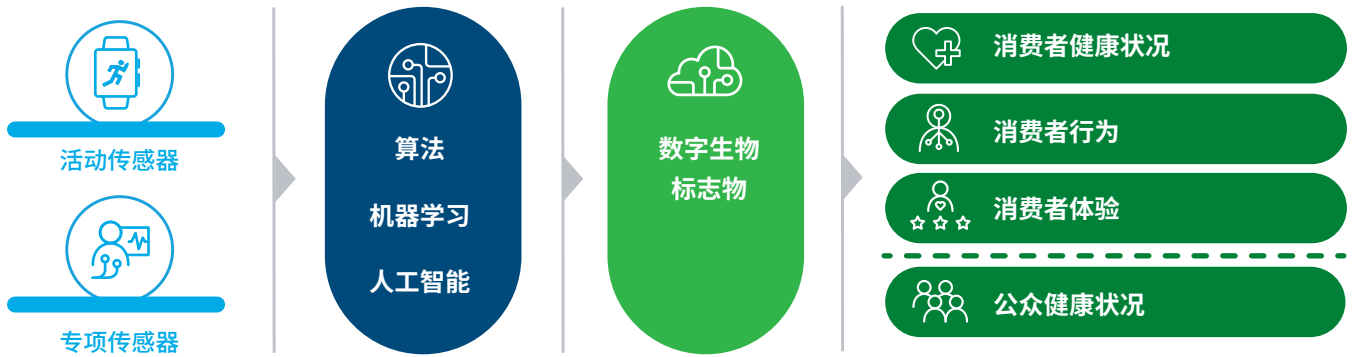 活动传感器
专项传感器
算法
机器学习
人工智能
数字生物
标志物
消费者健康状况
消费者行为
消费者体验
公众健康状况